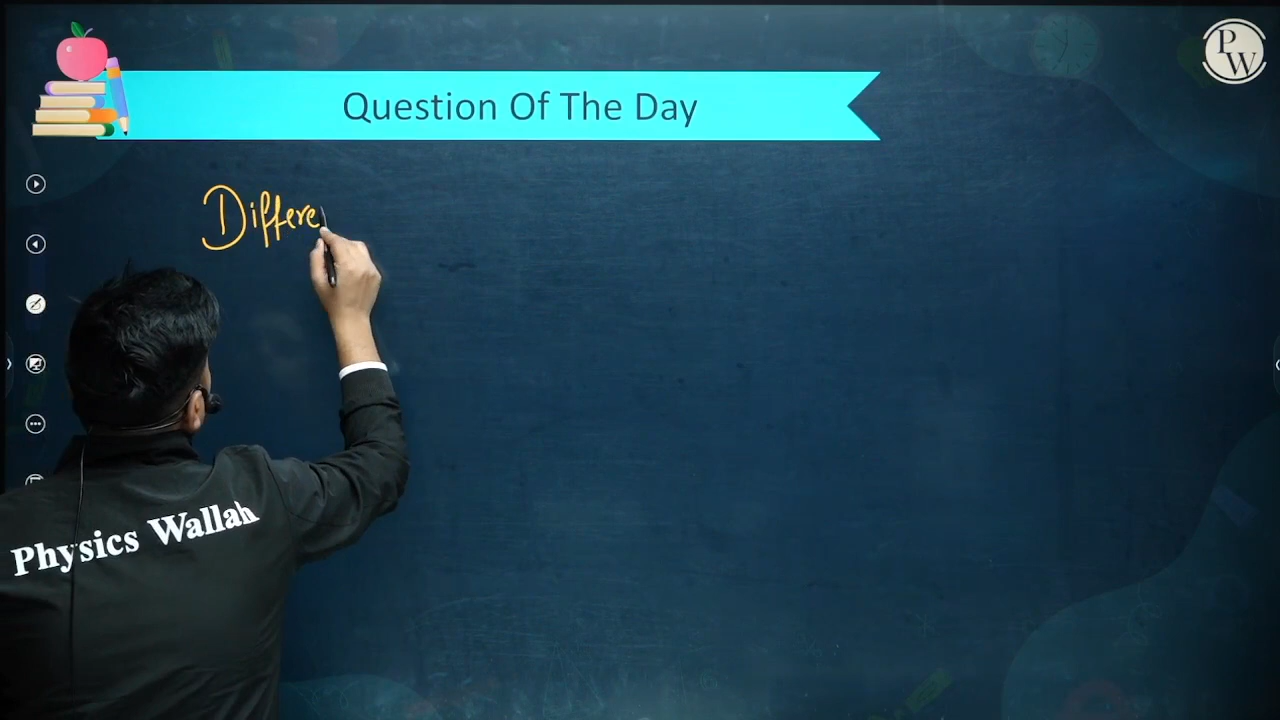 PW
Question Of The Day
Differe
Physics Wallah